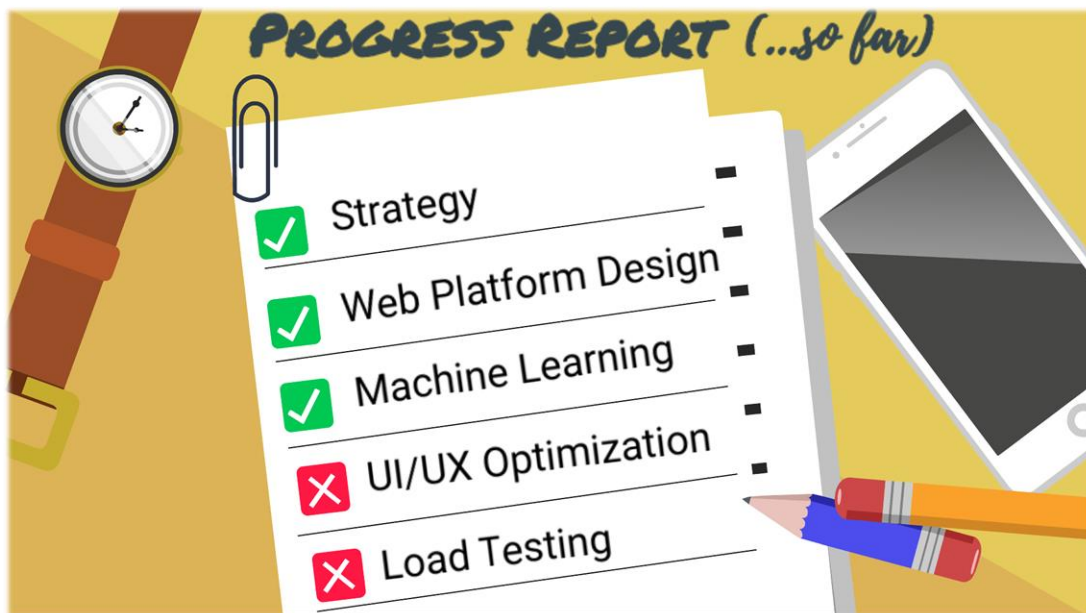 PROGRESS REPORT (...so far)
Strategy
Web Platform Design
Machine Learning
UI/UX Optimization
Load Testing